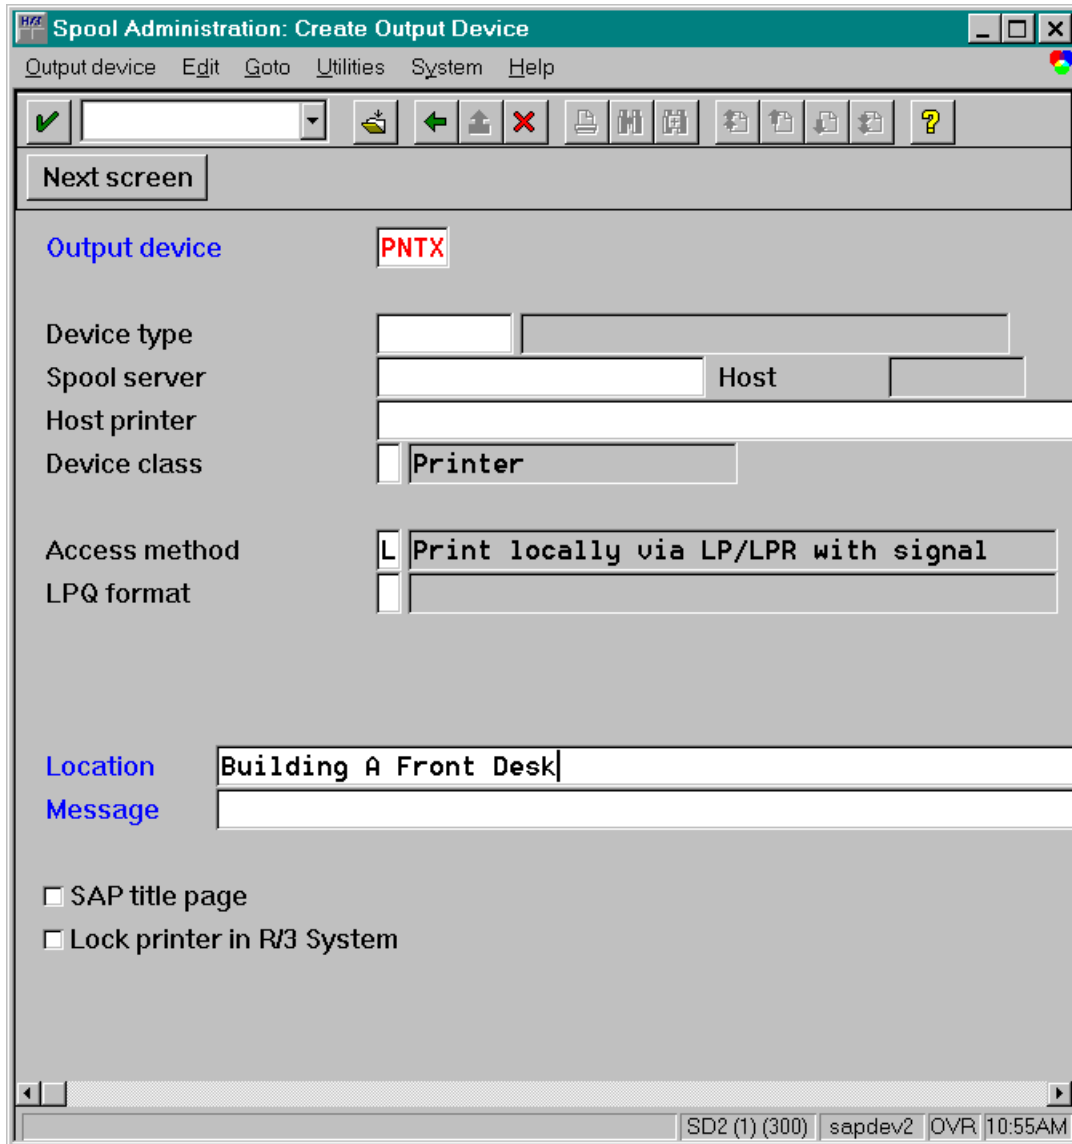 Spool Administration: Create Output Device
Output device Edit Goto Utilities System Help
Next screen
Output device PNTX
Device type
Spool server Host
Host printer
Device class Printer
Access method L Print locally via LP/LPR with signal
LPQ format
Location Building A Front Desk
Message
SAP title page
Lock printer in R/3 System
SD2 (1) (300) sapdev2 OVR 10:55AM